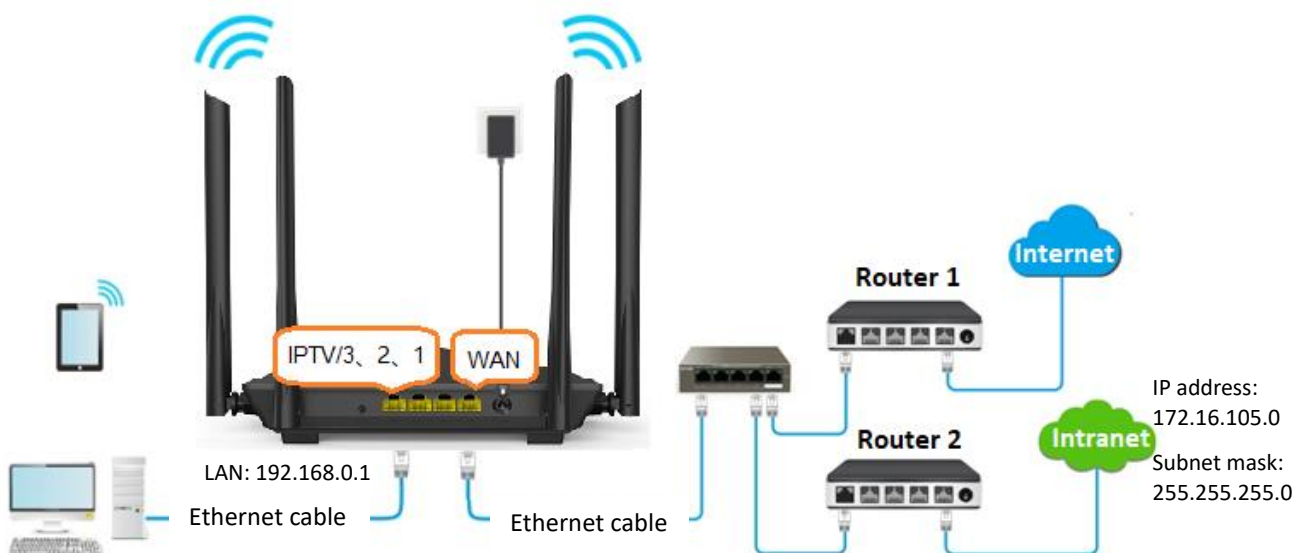 Internet
Router 1
IPTV/3、2、1
WAN
IP address:
172.16.105.0
Router 2
Intranet
Subnet mask:
255.255.255.0
LAN: 192.168.0.1
Ethernet cable
Ethernet cable